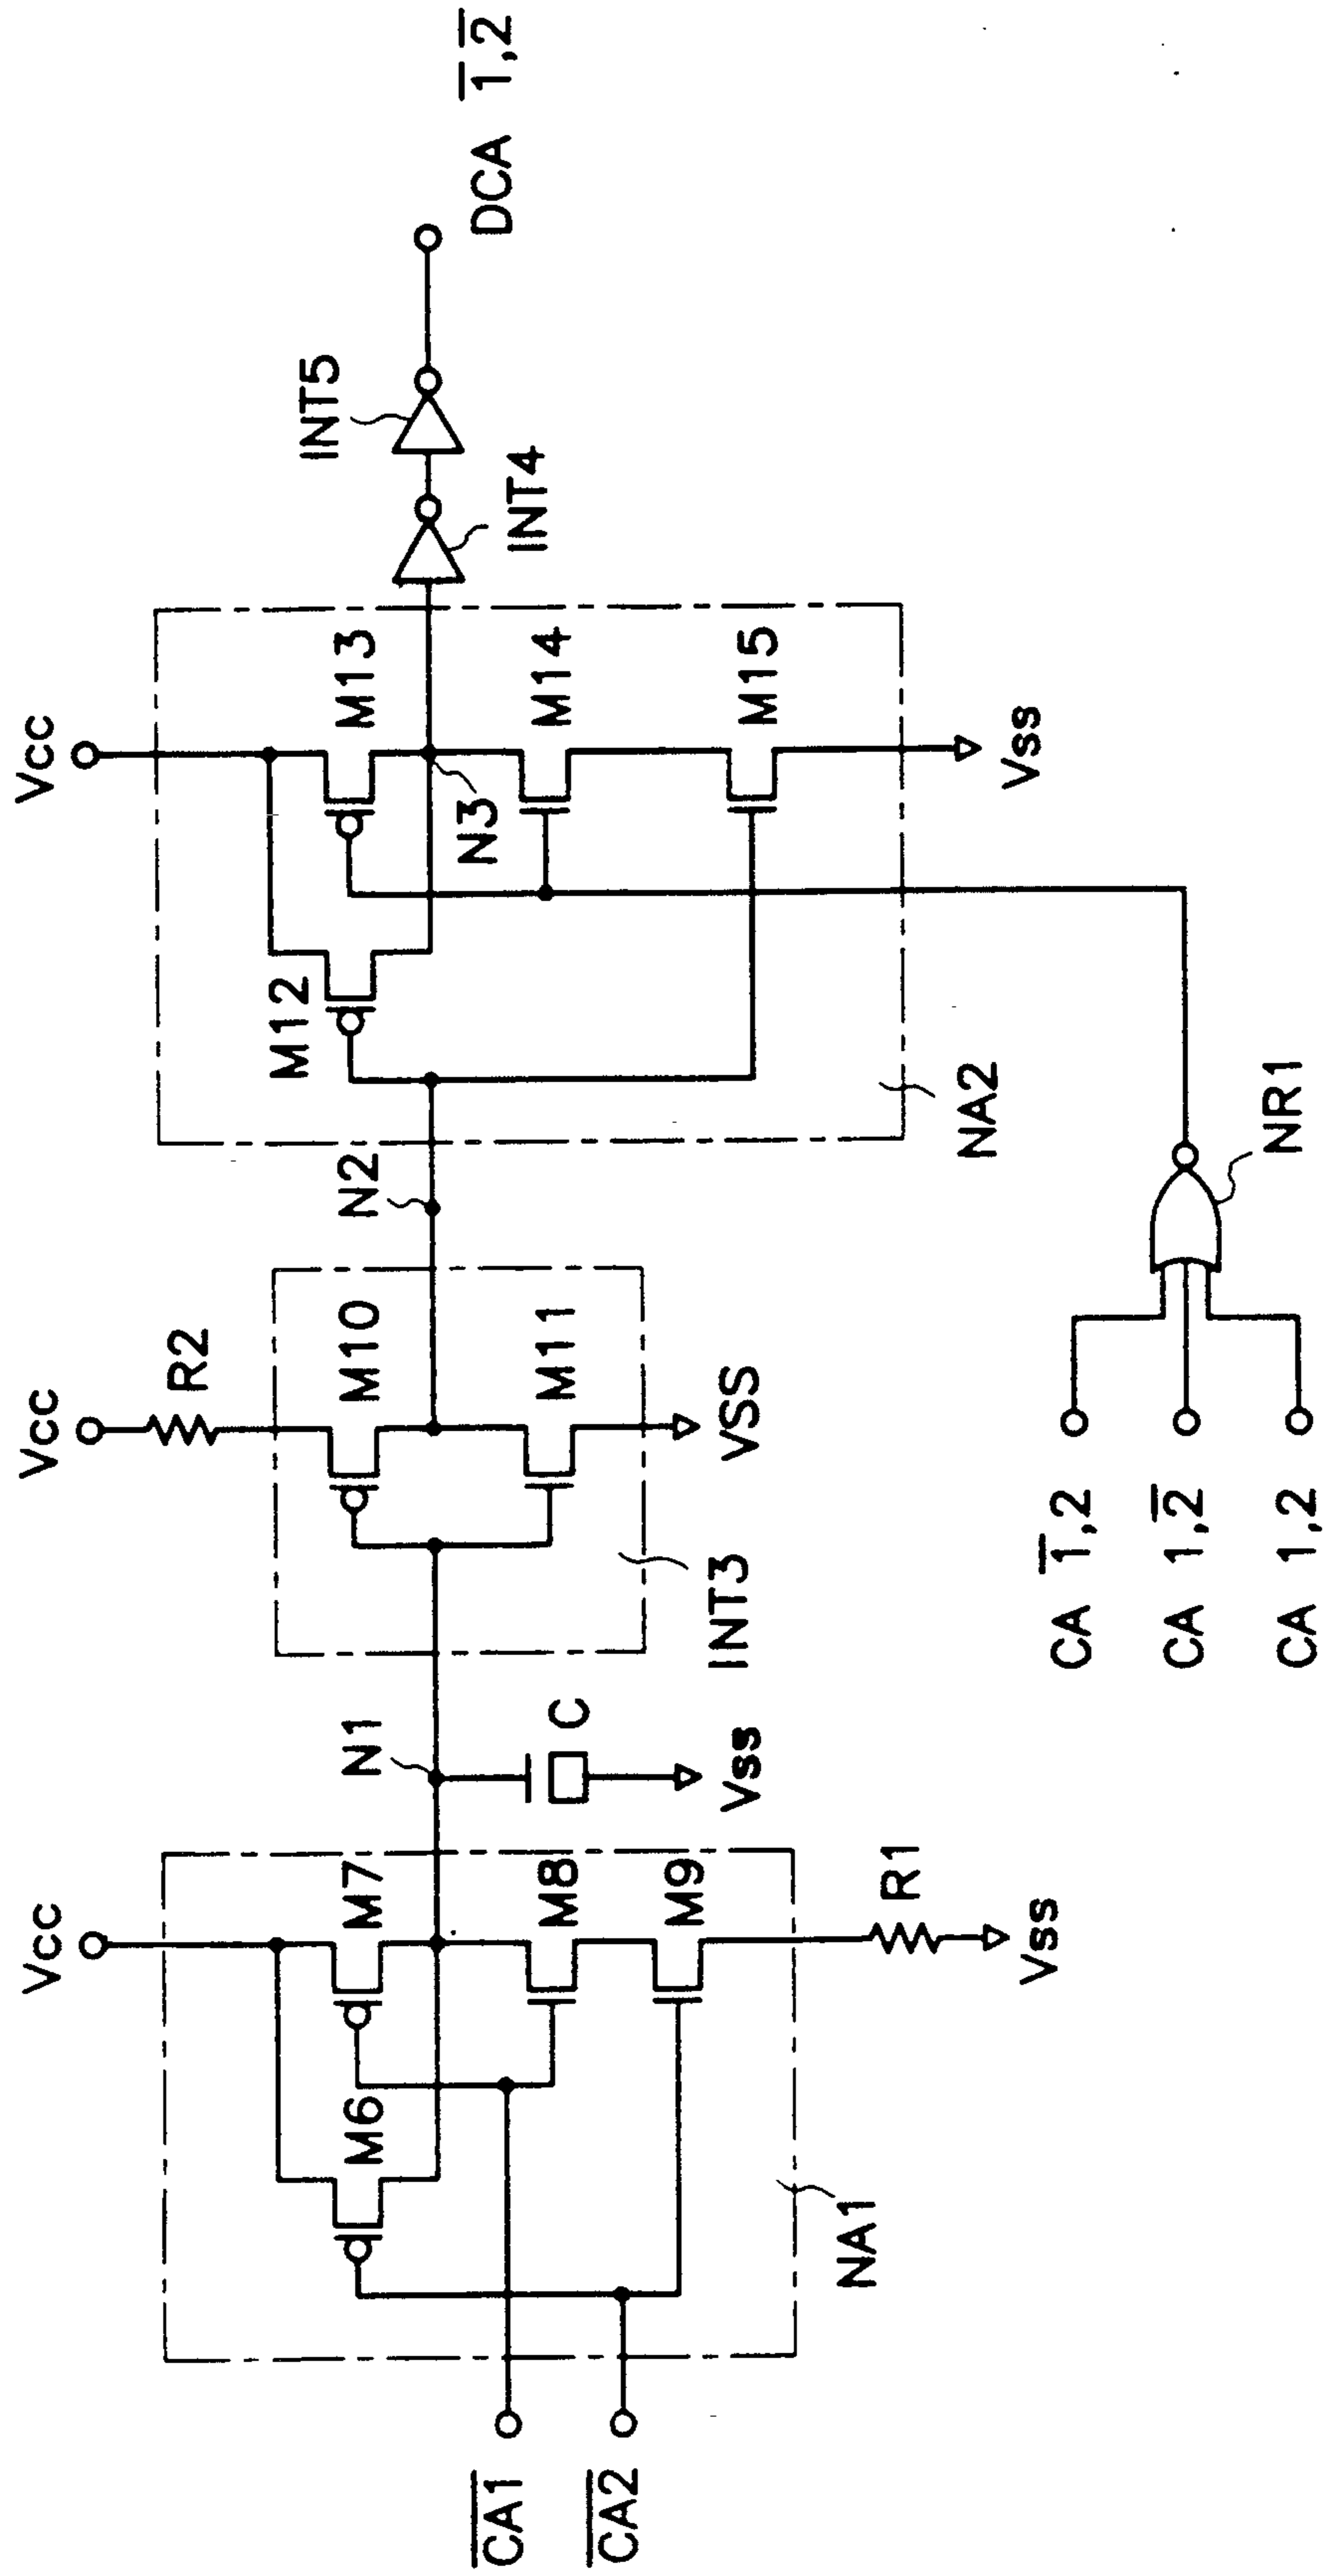 Vcc
Vcc
Vcc
R2
M7
M6
N1
M10
N2
M12
M13
INT5
M8
C
M11
N3
M14
INT4
DCA 1̅,2̅
M9
M15
C̅A̅1̅
C̅A̅2̅
NA1
R1
Vss
Vss
INT3
VSS
NA2
Vss
CA 1̅,2
CA 1,2̅
CA 1,2
NR1